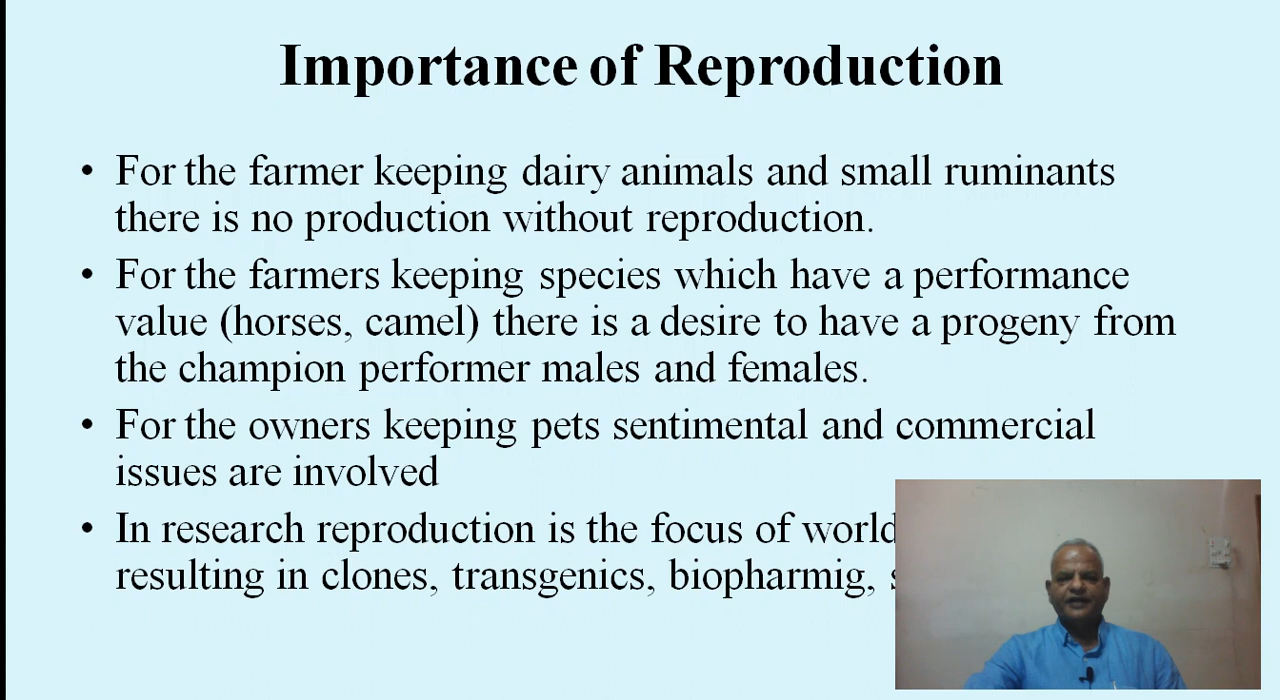 Importance of Reproduction
• For the farmer keeping dairy animals and small ruminants
there is no production without reproduction.
• For the farmers keeping species which have a performance
value (horses, camel) there is a desire to have a progeny from
the champion performer males and females.
• For the owners keeping pets sentimental and commercial
issues are involved
• In research reproduction is the focus of world
resulting in clones, transgenics, biopharmig,